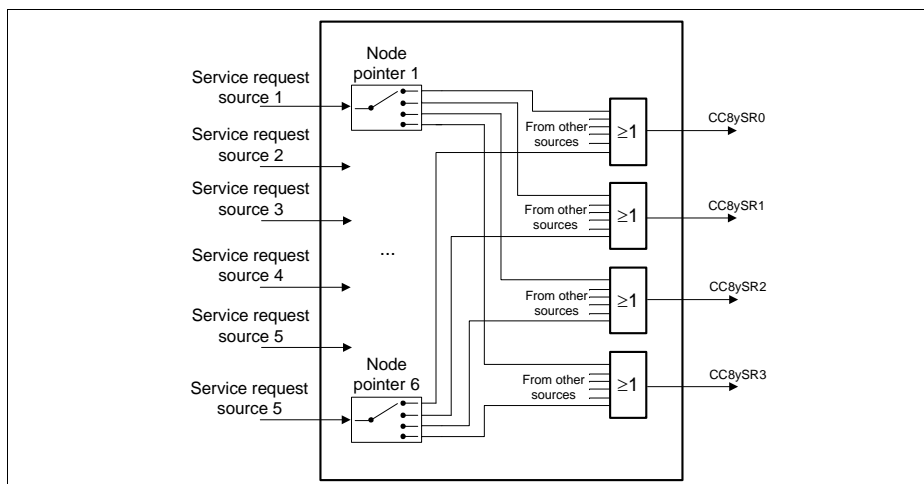 Node
pointer 1
Service request
source 1
Service request
source 2
Service request
source 3
...
Service request
source 4
Service request
source 5
Node
pointer 6
Service request
source 5
From other
sources
≥1
CC8ySR0
From other
sources
≥1
CC8ySR1
From other
sources
≥1
CC8ySR2
From other
sources
≥1
CC8ySR3